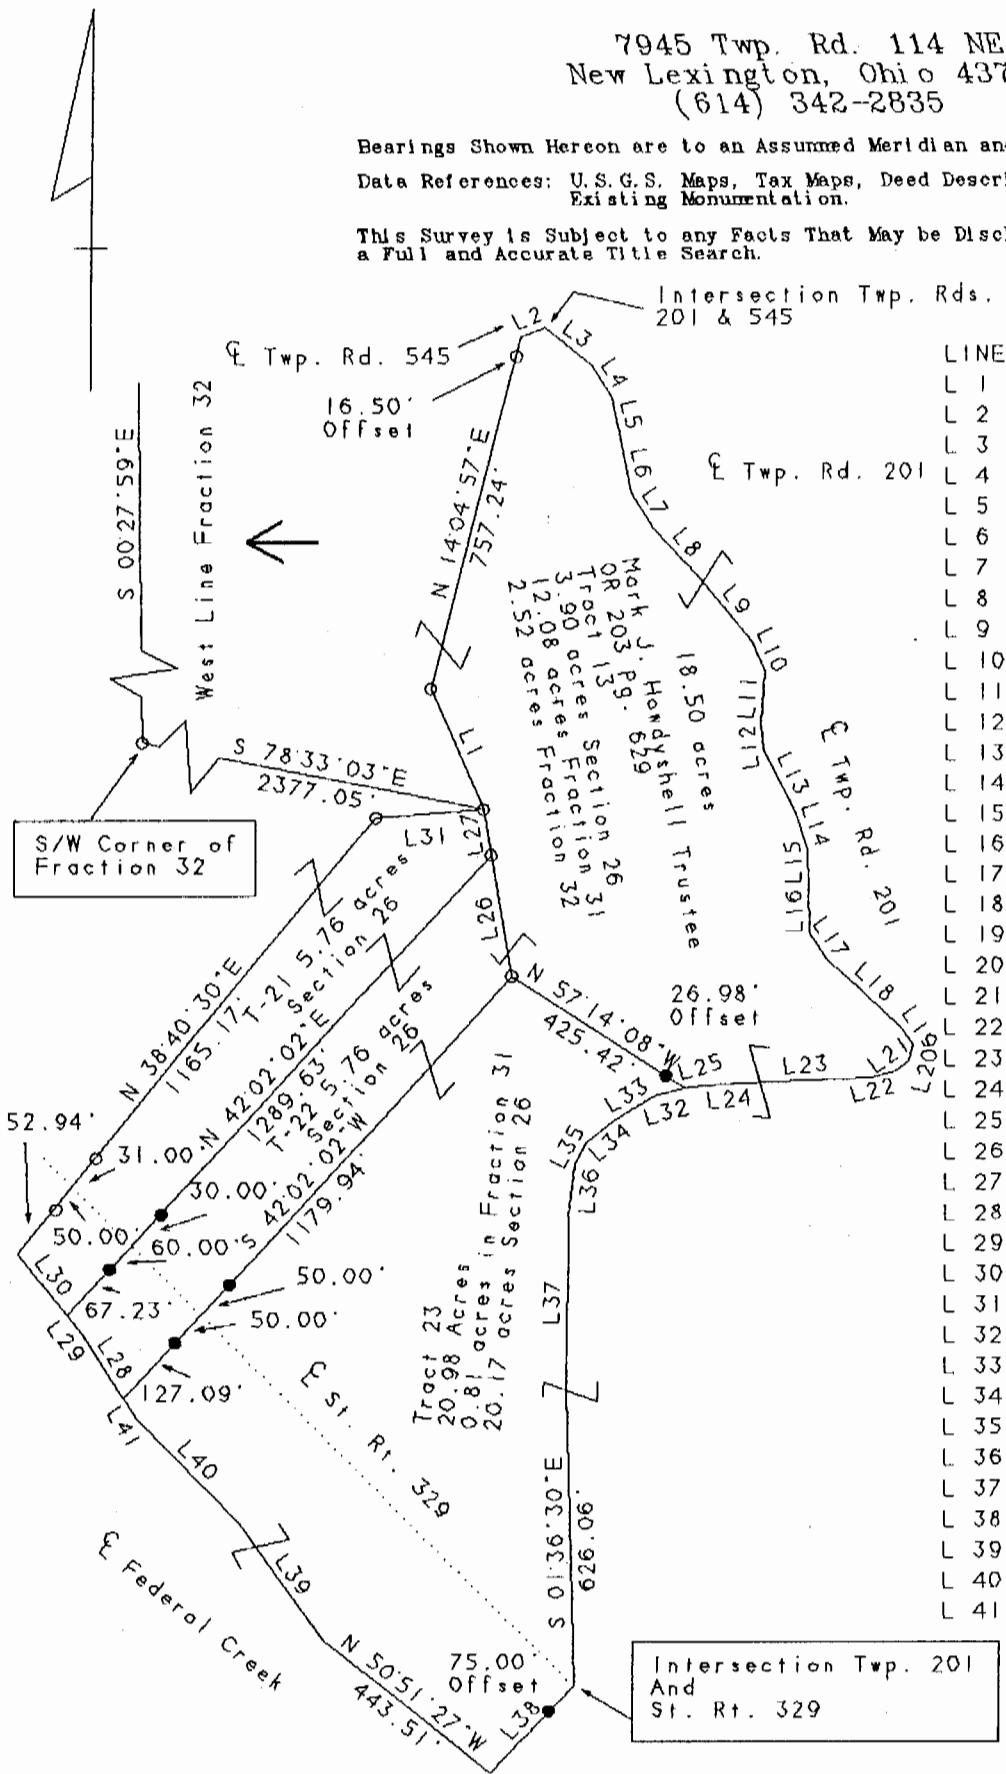 7945 Twp. Rd. 114 NE
New Lexington, Ohio 437
(614) 342-2835
Bearings Shown Hereon are to an Assumed Meridian an
Data References: U.S.G.S. Maps, Tax Maps, Deed Descr
Existing Monumentation.
This Survey is Subject to any Facts That May be Disc
a Full and Accurate Title Search.
Intersection Twp. Rds.
201 & 545
℄ Twp. Rd. 545
16.50'
Offset
L2
L3
L4
L5
L6
L7
L8
L9
L10
L11
L12
L13
L14
L15
L16
L17
L18
L19
L20
L21
L22
L23
L24
L25
℄ Twp. Rd. 201
℄ Twp. Rd. 201
S 00°27'59"E
West Line Fraction 32
N 14°04'57"E
757.24'
L1
18.50 acres
Mark J. Howdyshell Trustee
OR 203 Pg. 629
Tract 13
3.90 acres Section 26
12.08 acres Fraction 31
2.52 acres Fraction 32
S 78°33'03"E
2377.05'
S/W Corner of
Fraction 32
L31
L27
L26
N 57°14'08"W
425.42'
26.98'
Offset
N 38°40'30"E
1165.17'
T-21 5.76 acres
Section 26
N 42°02'02"E
1289.63'
T-22 5.76 acres
Section 26
S 42°02'02"W
1179.94'
52.94'
31.00'
30.00'
50.00'
60.00'
50.00'
67.23'
50.00'
127.09'
L30
L29
L28
L41
L40
L39
L33
L32
L35
L34
L36
L37
Tract 23
20.98 Acres
0.81 acres in Fraction 31
20.17 acres Section 26
℄ St. Rt. 329
℄ Federal Creek
S 01°36'30"E
626.06'
N 50°51'27"W
443.51'
75.00
Offset
L38
Intersection Twp. 201
And
St. Rt. 329
LINE
L 1
L 2
L 3
L 4
L 5
L 6
L 7
L 8
L 9
L 10
L 11
L 12
L 13
L 14
L 15
L 16
L 17
L 18
L 19
L 20
L 21
L 22
L 23
L 24
L 25
L 26
L 27
L 28
L 29
L 30
L 31
L 32
L 33
L 34
L 35
L 36
L 37
L 38
L 39
L 40
L 41